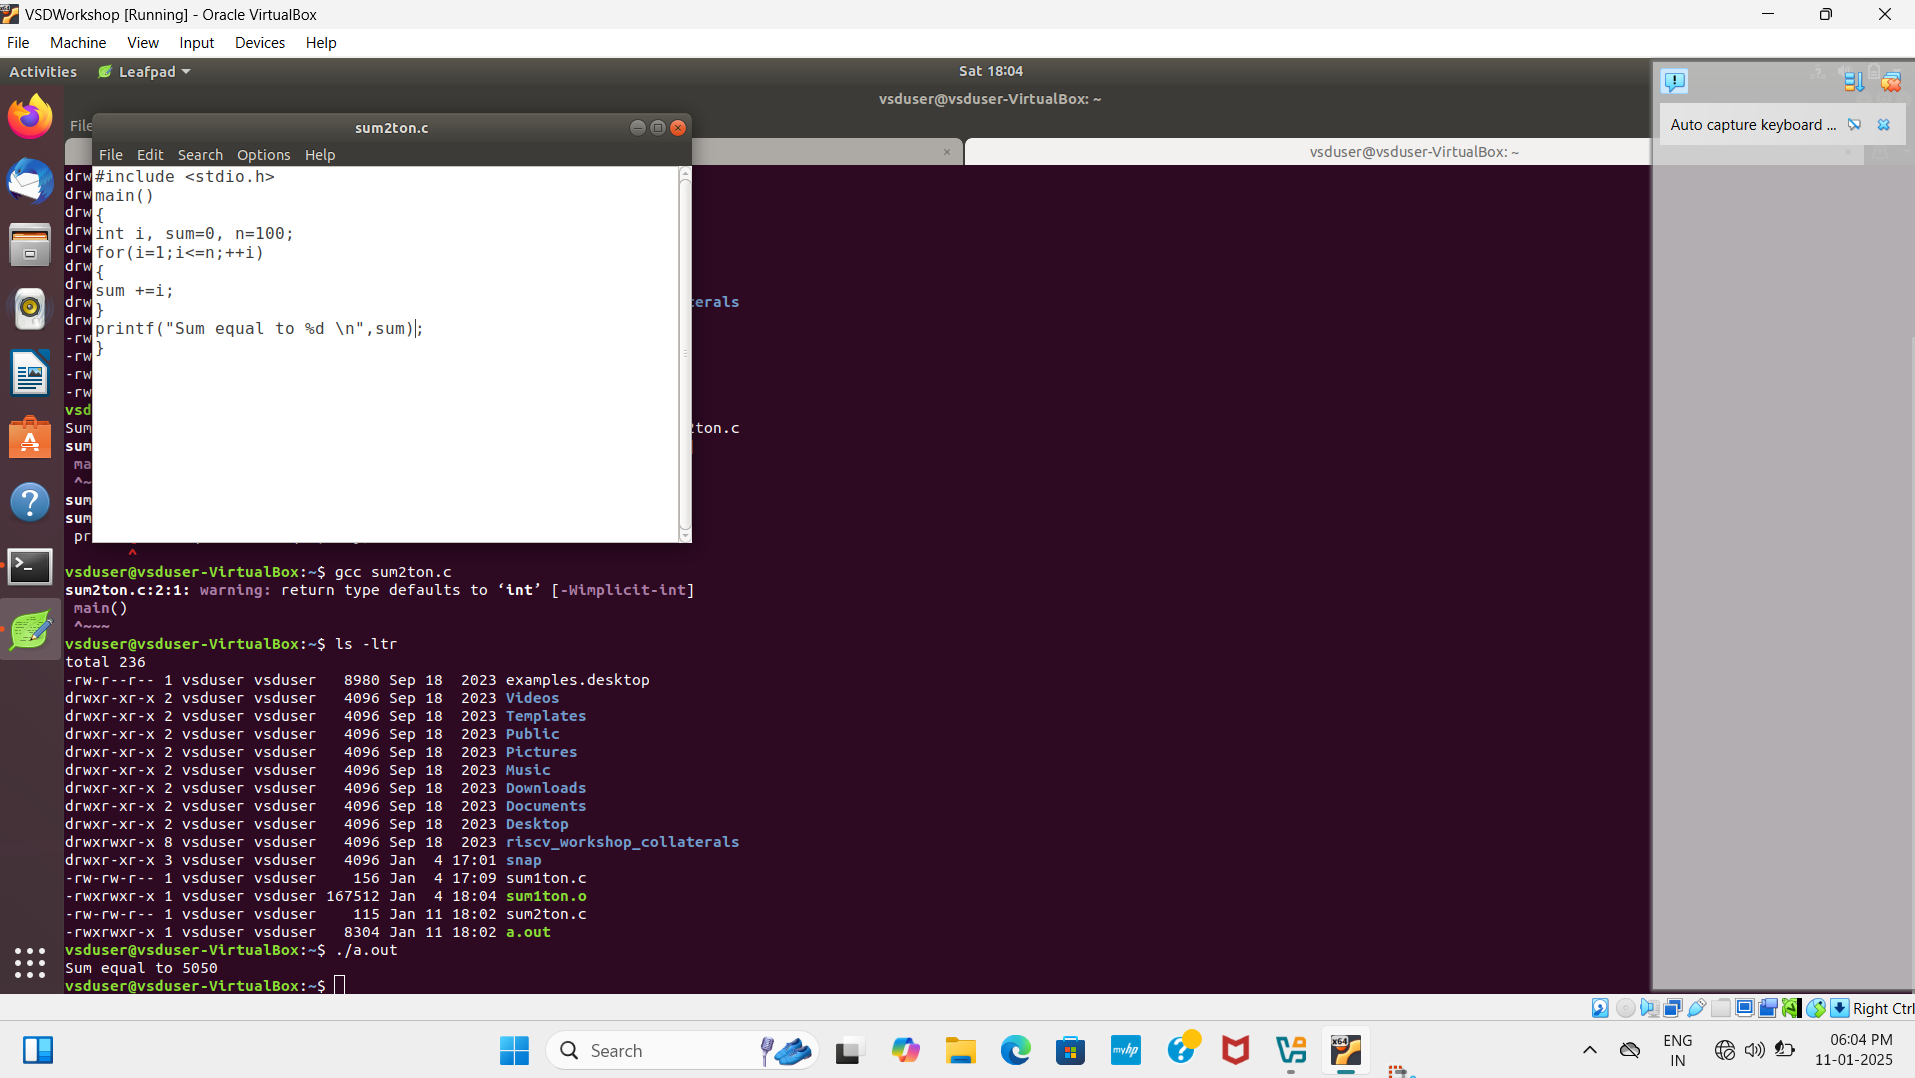 VSDWorkshop [Running] - Oracle VirtualBox
File Machine View Input Devices Help
Activities Leafpad Sat 18:04
vsduser@vsduser-VirtualBox: ~
File
sum2ton.c
vsduser@vsduser-VirtualBox: ~
Auto capture keyboard ...
File Edit Search Options Help
#include <stdio.h>
main()
{
int i, sum=0, n=100;
for(i=1;i<=n;++i)
{
sum +=i;
}
printf("Sum equal to %d \n",sum);
}
drw
drw
drw
drw
drw
drw
drw
drw erals
drw
-rw
-rw
-rw
-rw
vsd
Sum ton.c
sum
ma
^~
sum
sum
pr
^
vsduser@vsduser-VirtualBox:~$ gcc sum2ton.c
sum2ton.c:2:1: warning: return type defaults to ‘int’ [-Wimplicit-int]
main()
^~~~
vsduser@vsduser-VirtualBox:~$ ls -ltr
total 236
-rw-r--r-- 1 vsduser vsduser 8980 Sep 18 2023 examples.desktop
drwxr-xr-x 2 vsduser vsduser 4096 Sep 18 2023 Videos
drwxr-xr-x 2 vsduser vsduser 4096 Sep 18 2023 Templates
drwxr-xr-x 2 vsduser vsduser 4096 Sep 18 2023 Public
drwxr-xr-x 2 vsduser vsduser 4096 Sep 18 2023 Pictures
drwxr-xr-x 2 vsduser vsduser 4096 Sep 18 2023 Music
drwxr-xr-x 2 vsduser vsduser 4096 Sep 18 2023 Downloads
drwxr-xr-x 2 vsduser vsduser 4096 Sep 18 2023 Documents
drwxr-xr-x 2 vsduser vsduser 4096 Sep 18 2023 Desktop
drwxrwxr-x 8 vsduser vsduser 4096 Sep 18 2023 riscv_workshop_collaterals
drwxr-xr-x 3 vsduser vsduser 4096 Jan 4 17:01 snap
-rw-rw-r-- 1 vsduser vsduser 156 Jan 4 17:09 sum1ton.c
-rwxrwxr-x 1 vsduser vsduser 167512 Jan 4 18:04 sum1ton.o
-rw-rw-r-- 1 vsduser vsduser 115 Jan 11 18:02 sum2ton.c
-rwxrwxr-x 1 vsduser vsduser 8304 Jan 11 18:02 a.out
vsduser@vsduser-VirtualBox:~$ ./a.out
Sum equal to 5050
vsduser@vsduser-VirtualBox:~$
Right Ctrl
Search
myhp
x64
ENG
IN
06:04 PM
11-01-2025